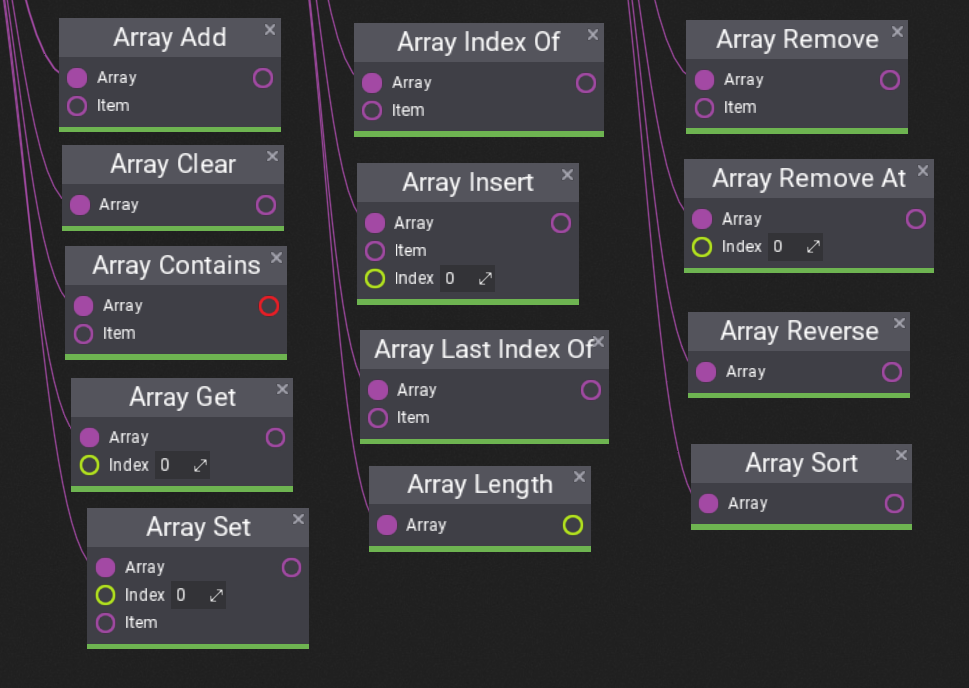 Array Add
Array
Item
Array Clear
Array
Array Contains
Array
Item
Array Get
Array
Index 0
Array Set
Array
Index 0
Item
Array Index Of
Array
Item
Array Insert
Array
Item
Index 0
Array Last Index Of
Array
Item
Array Length
Array
Array Remove
Array
Item
Array Remove At
Array
Index 0
Array Reverse
Array
Array Sort
Array